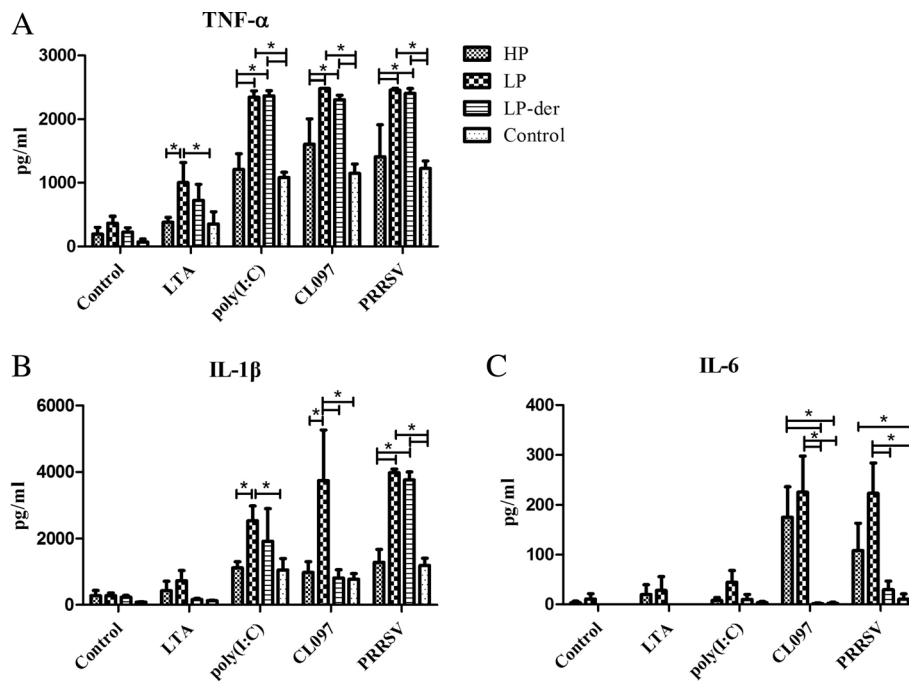 A
TNF-α
3000
2000
1000
0
pg/ml
* * * * * * * *
Control
LTA
poly(I:C)
CL097
PRRSV
HP
LP
LP-der
Control
B
IL-1β
6000
4000
2000
0
pg/ml
* * * * * *
Control
LTA
poly(I:C)
CL097
PRRSV
C
IL-6
400
300
200
100
0
pg/ml
* * * *
Control
LTA
poly(I:C)
CL097
PRRSV